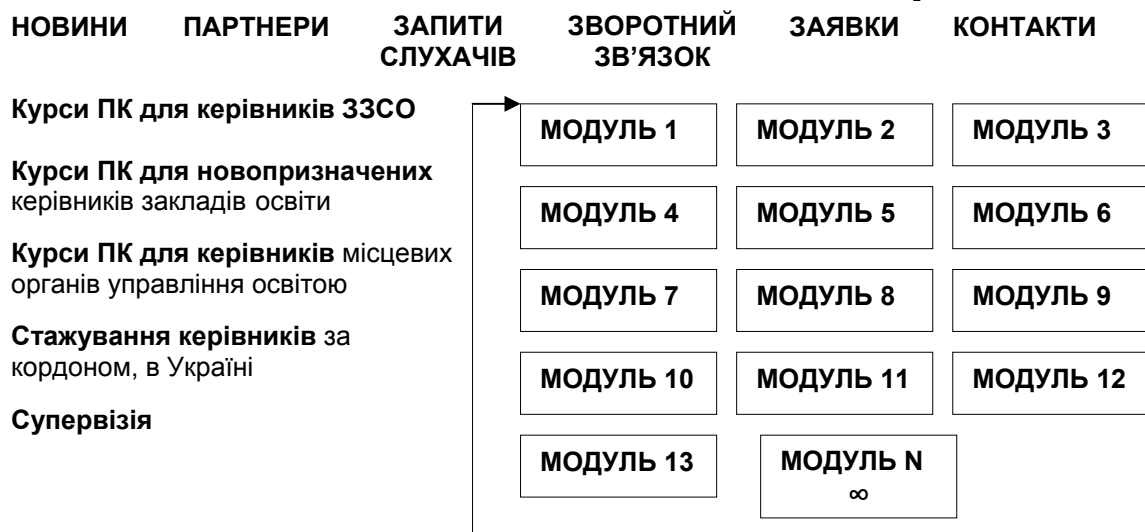 НОВИНИ ПАРТНЕРИ ЗАПИТИ СЛУХАЧІВ ЗВОРОТНИЙ ЗВ’ЯЗОК ЗАЯВКИ КОНТАКТИ
Курси ПК для керівників ЗЗСО
Курси ПК для новопризначених
керівників закладів освіти
Курси ПК для керівників місцевих
органів управління освітою
Стажування керівників за
кордоном, в Україні
Супервізія
МОДУЛЬ 1 МОДУЛЬ 2 МОДУЛЬ 3
МОДУЛЬ 4 МОДУЛЬ 5 МОДУЛЬ 6
МОДУЛЬ 7 МОДУЛЬ 8 МОДУЛЬ 9
МОДУЛЬ 10 МОДУЛЬ 11 МОДУЛЬ 12
МОДУЛЬ 13 МОДУЛЬ N
∞